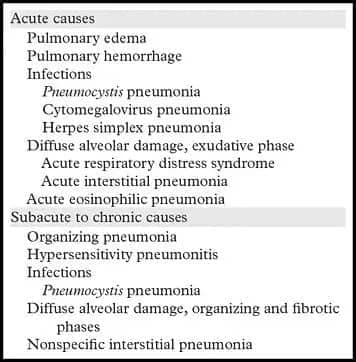 Acute causes
Pulmonary edema
Pulmonary hemorrhage
Infections
Pneumocystis pneumonia
Cytomegalovirus pneumonia
Herpes simplex pneumonia
Diffuse alveolar damage, exudative phase
Acute respiratory distress syndrome
Acute interstitial pneumonia
Acute eosinophilic pneumonia
Subacute to chronic causes
Organizing pneumonia
Hypersensitivity pneumonitis
Infections
Pneumocystis pneumonia
Diffuse alveolar damage, organizing and fibrotic
phases
Nonspecific interstitial pneumonia